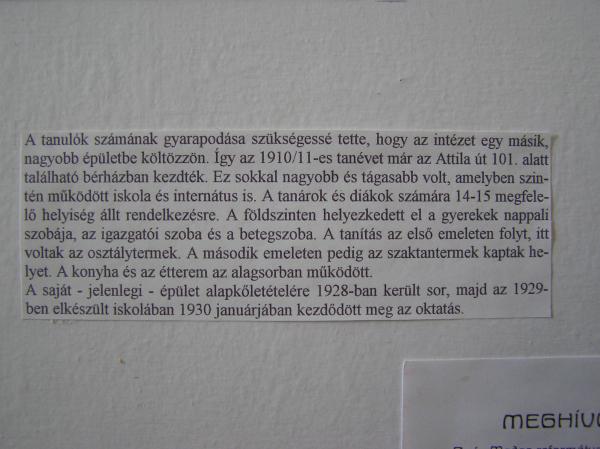 A tanulók számának gyarapodása szükségessé tette, hogy az intézet egy másik,
nagyobb épületbe költözzön. Így az 1910/11-es tanévet már az Attila út 101. alatt
található bérházban kezdték. Ez sokkal nagyobb és tágasabb volt, amelyben szin-
tén működött iskola és internátus is. A tanárok és diákok számára 14-15 megfele-
lő helyiség állt rendelkezésre. A földszinten helyezkedett el a gyerekek nappali
szobája, az igazgatói szoba és a betegszoba. A tanítás az első emeleten folyt, itt
voltak az osztálytermek. A második emeleten pedig az szaktantermek kaptak he-
lyet. A konyha és az étterem az alagsorban működött.
A saját - jelenlegi - épület alapkőletételére 1928-ban került sor, majd az 1929-
ben elkészült iskolában 1930 januárjában kezdődött meg az oktatás.
MEGHÍVÓ